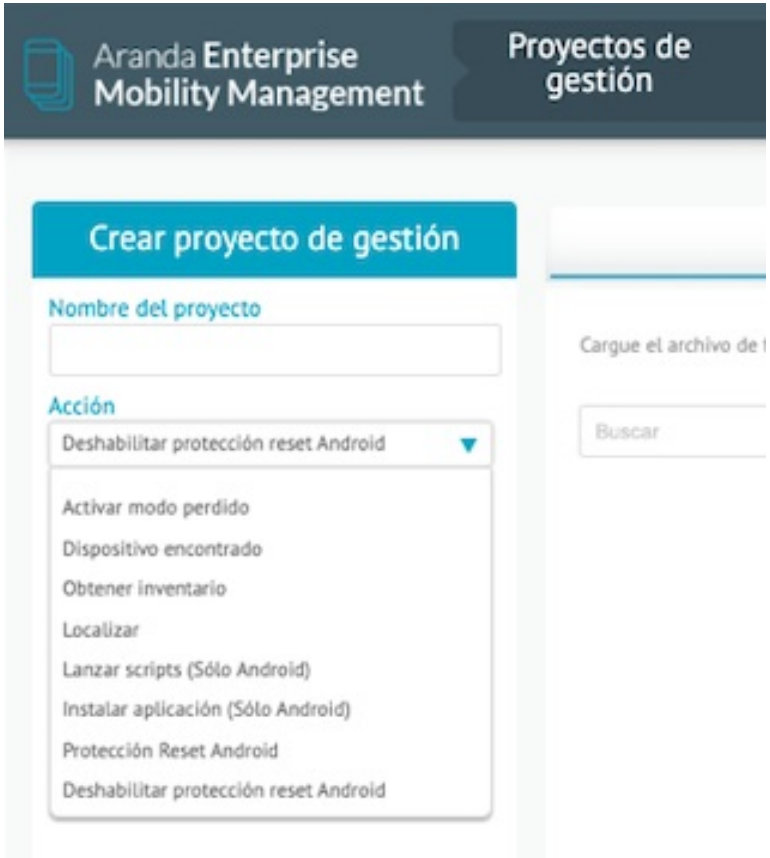 Aranda Enterprise
Mobility Management
Proyectos de
gestión
Crear proyecto de gestión
Nombre del proyecto
Cargue el archivo de
Acción
Deshabilitar protección reset Android
Buscar
Activar modo perdido
Dispositivo encontrado
Obtener inventario
Localizar
Lanzar scripts (Sólo Android)
Instalar aplicación (Sólo Android)
Protección Reset Android
Deshabilitar protección reset Android